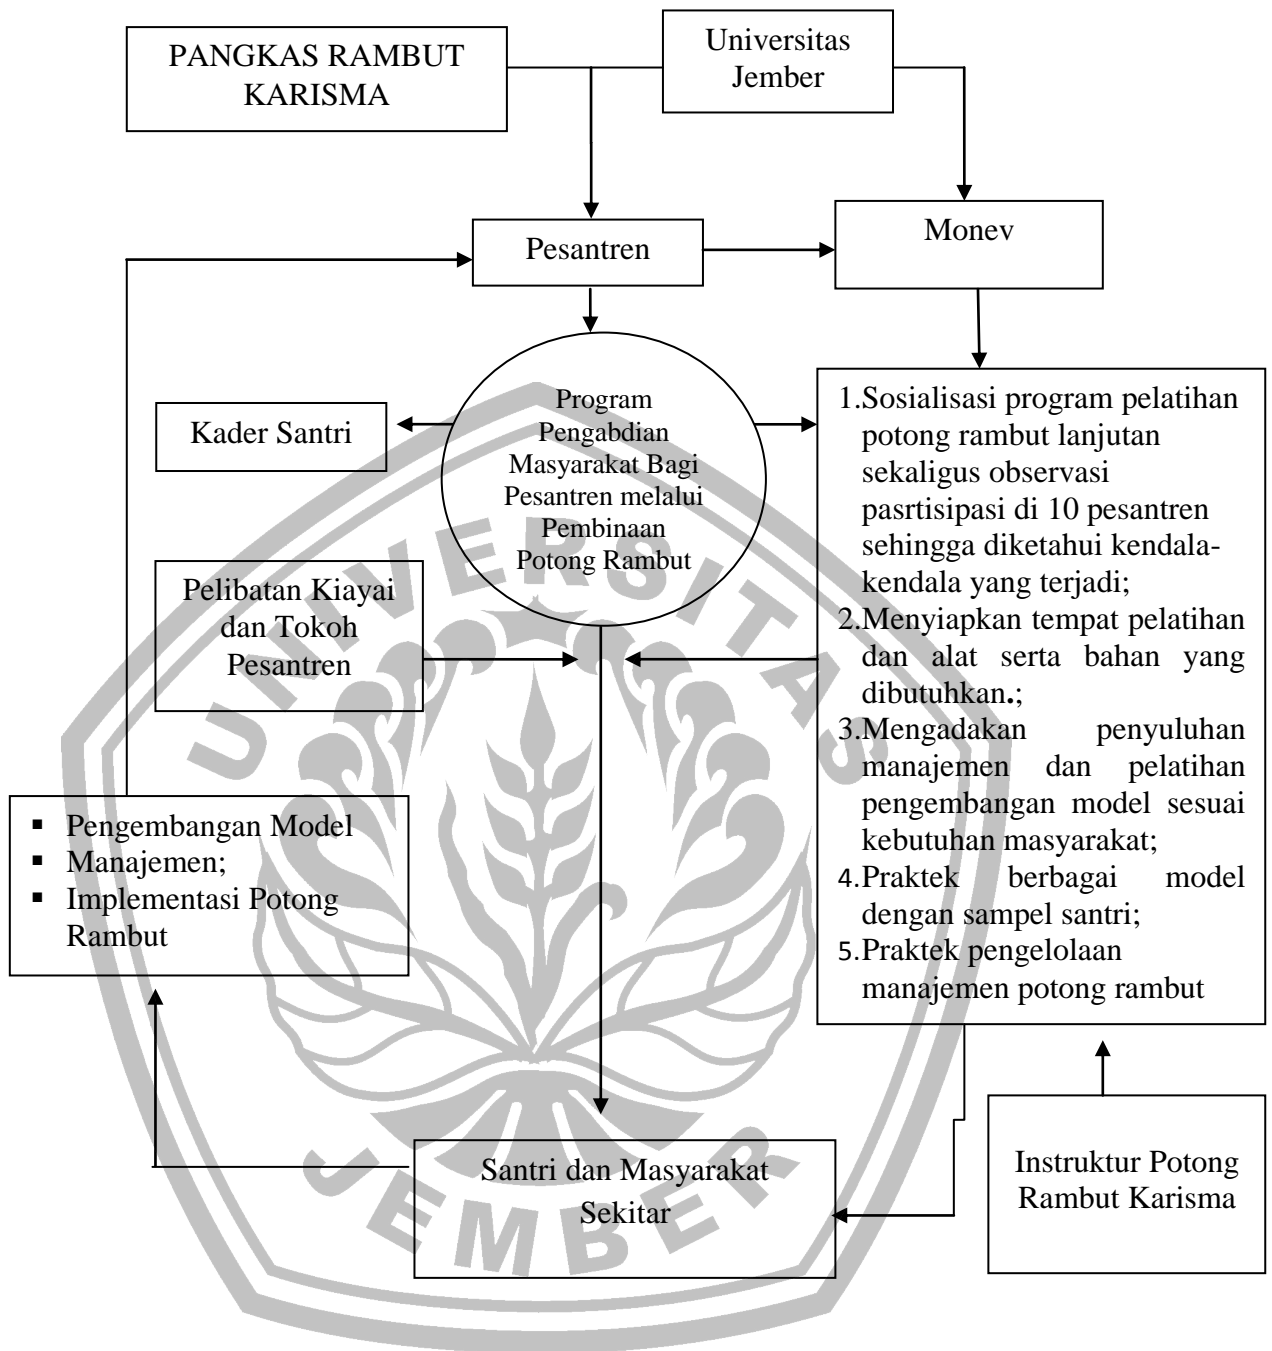 PANGKAS RAMBUT
KARISMA
Universitas
Jember
Pesantren
Monev
Program
Pengabdian
Masyarakat Bagi
Pesantren melalui
Pembinaan
Potong Rambut
Kader Santri
Pelibatan Kiayai
dan Tokoh
Pesantren
▪ Pengembangan Model
▪ Manajemen;
▪ Implementasi Potong
Rambut
1.Sosialisasi program pelatihan
potong rambut lanjutan
sekaligus observasi
pasrtisipasi di 10 pesantren
sehingga diketahui kendala-
kendala yang terjadi;
2.Menyiapkan tempat pelatihan
dan alat serta bahan yang
dibutuhkan.;
3.Mengadakan penyuluhan
manajemen dan pelatihan
pengembangan model sesuai
kebutuhan masyarakat;
4.Praktek berbagai model
dengan sampel santri;
5.Praktek pengelolaan
manajemen potong rambut
Santri dan Masyarakat
Sekitar
Instruktur Potong
Rambut Karisma
UNIVERSITAS
JEMBER